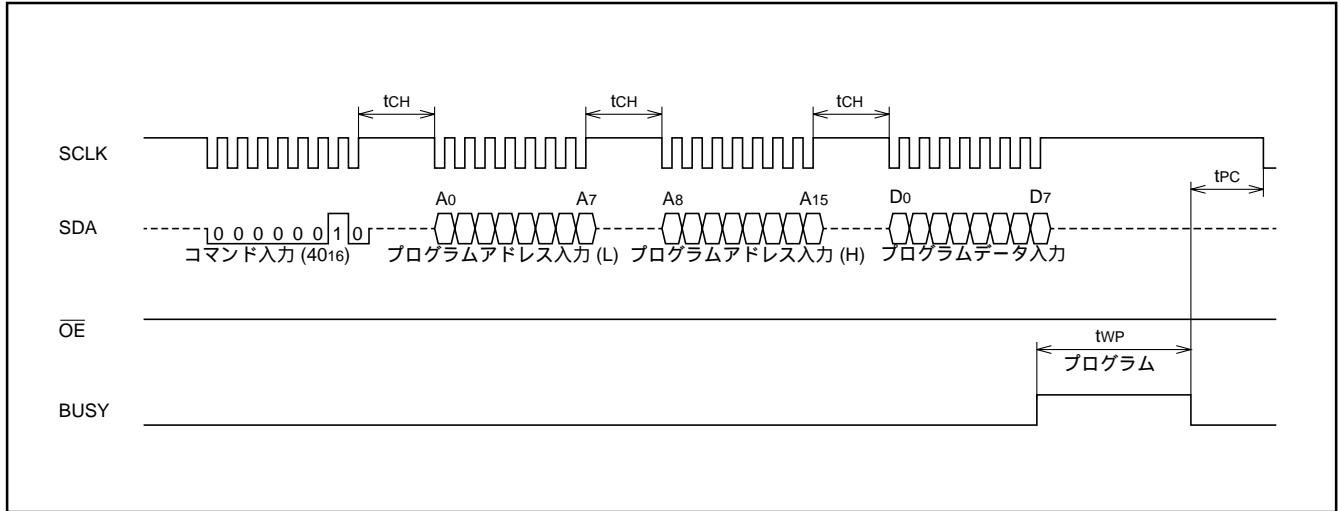 tCH tCH tCH
SCLK
tPC
A0 A7 A8 A15 D0 D7
SDA
0 0 0 0 0 0 1 0
コマンド入力 (4016) プログラムアドレス入力 (L) プログラムアドレス入力 (H) プログラムデータ入力
OE
tWP
プログラム
BUSY